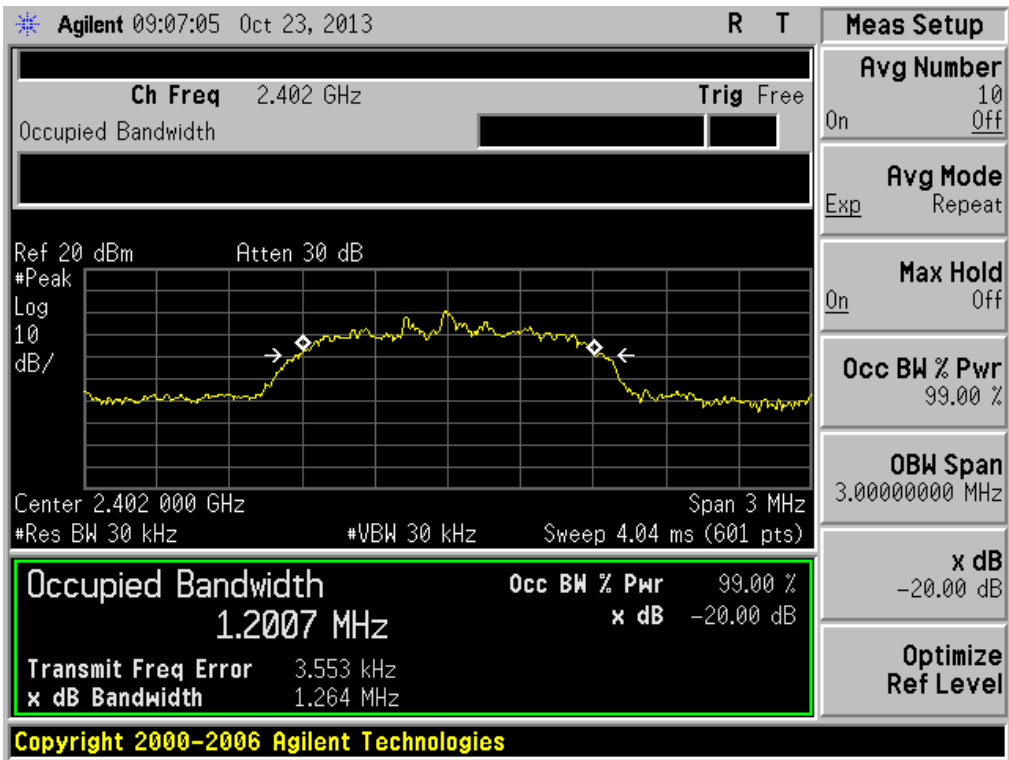 Agilent 09:07:05 Oct 23, 2013 R T
Ch Freq 2.402 GHz Trig Free
Occupied Bandwidth
Ref 20 dBm Atten 30 dB
#Peak
Log
10
dB/
Center 2.402 000 GHz Span 3 MHz
#Res BW 30 kHz #VBW 30 kHz Sweep 4.04 ms (601 pts)
Occupied Bandwidth Occ BW % Pwr 99.00 %
1.2007 MHz x dB -20.00 dB
Transmit Freq Error 3.553 kHz
x dB Bandwidth 1.264 MHz
Copyright 2000-2006 Agilent Technologies
Meas Setup
Avg Number
10
On Off
Avg Mode
Exp Repeat
Max Hold
On Off
Occ BW % Pwr
99.00 %
OBW Span
3.00000000 MHz
x dB
-20.00 dB
Optimize
Ref Level